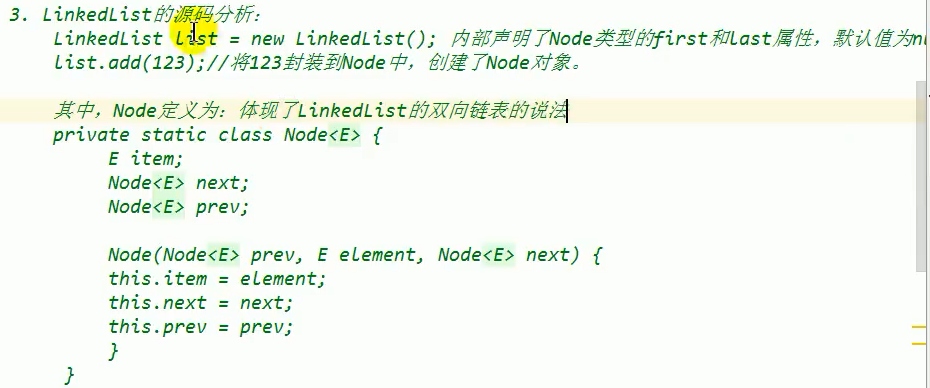 3. LinkedList的源码分析：
LinkedList list = new LinkedList(); 内部声明了Node类型的first和last属性，默认值为nu
list.add(123);//将123封装到Node中，创建了Node对象。
其中，Node定义为：体现了LinkedList的双向链表的说法
private static class Node<E> {
E item;
Node<E> next;
Node<E> prev;
Node(Node<E> prev, E element, Node<E> next) {
this.item = element;
this.next = next;
this.prev = prev;
}
}